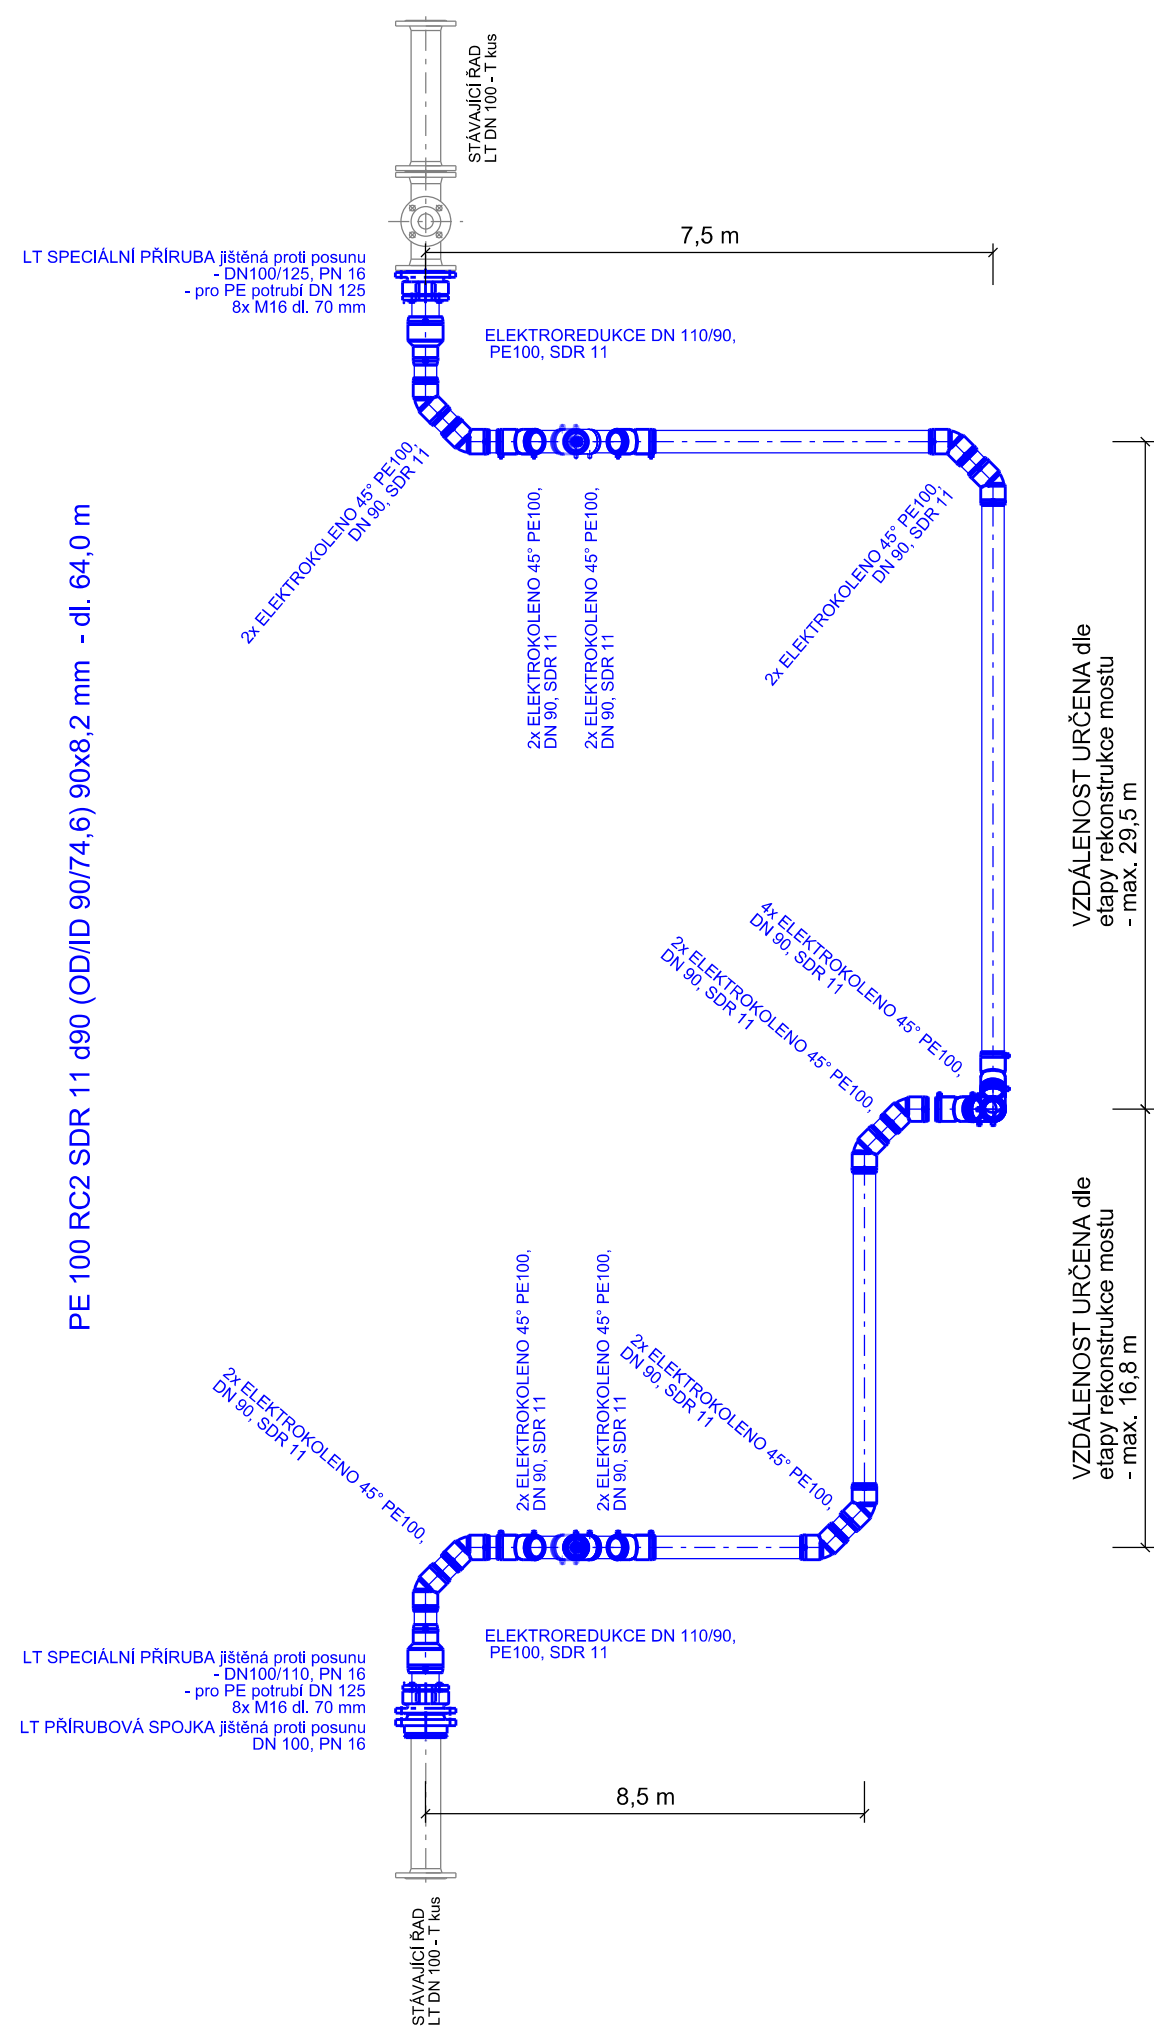 STÁVAJÍCÍ ŘAD
LT DN 100 - T kus
7,5 m
LT SPECIÁLNÍ PŘÍRUBA jištěná proti posunu
- DN100/125, PN 16
- pro PE potrubí DN 125
8x M16 dl. 70 mm
ELEKTROREDUKCE DN 110/90,
PE100, SDR 11
2x ELEKTROKOLENO 45° PE100,
DN 90, SDR 11
2x ELEKTROKOLENO 45° PE100,
DN 90, SDR 11
2x ELEKTROKOLENO 45° PE100,
DN 90, SDR 11
2x ELEKTROKOLENO 45° PE100,
DN 90, SDR 11
PE 100 RC2 SDR 11 d90 (OD/ID 90/74,6) 90x8,2 mm - dl. 64,0 m
VZDÁLENOST URČENA dle
etapy rekonstrukce mostu
- max. 29,5 m
4x ELEKTROKOLENO 45° PE100,
DN 90, SDR 11
2x ELEKTROKOLENO 45° PE100,
DN 90, SDR 11
VZDÁLENOST URČENA dle
etapy rekonstrukce mostu
- max. 16,8 m
2x ELEKTROKOLENO 45° PE100,
DN 90, SDR 11
2x ELEKTROKOLENO 45° PE100,
DN 90, SDR 11
2x ELEKTROKOLENO 45° PE100,
DN 90, SDR 11
2x ELEKTROKOLENO 45° PE100,
DN 90, SDR 11
ELEKTROREDUKCE DN 110/90,
PE100, SDR 11
LT SPECIÁLNÍ PŘÍRUBA jištěná proti posunu
- DN100/110, PN 16
- pro PE potrubí DN 125
8x M16 dl. 70 mm
LT PŘÍRUBOVÁ SPOJKA jištěná proti posunu
DN 100, PN 16
8,5 m
STÁVAJÍCÍ ŘAD
LT DN 100 - T kus